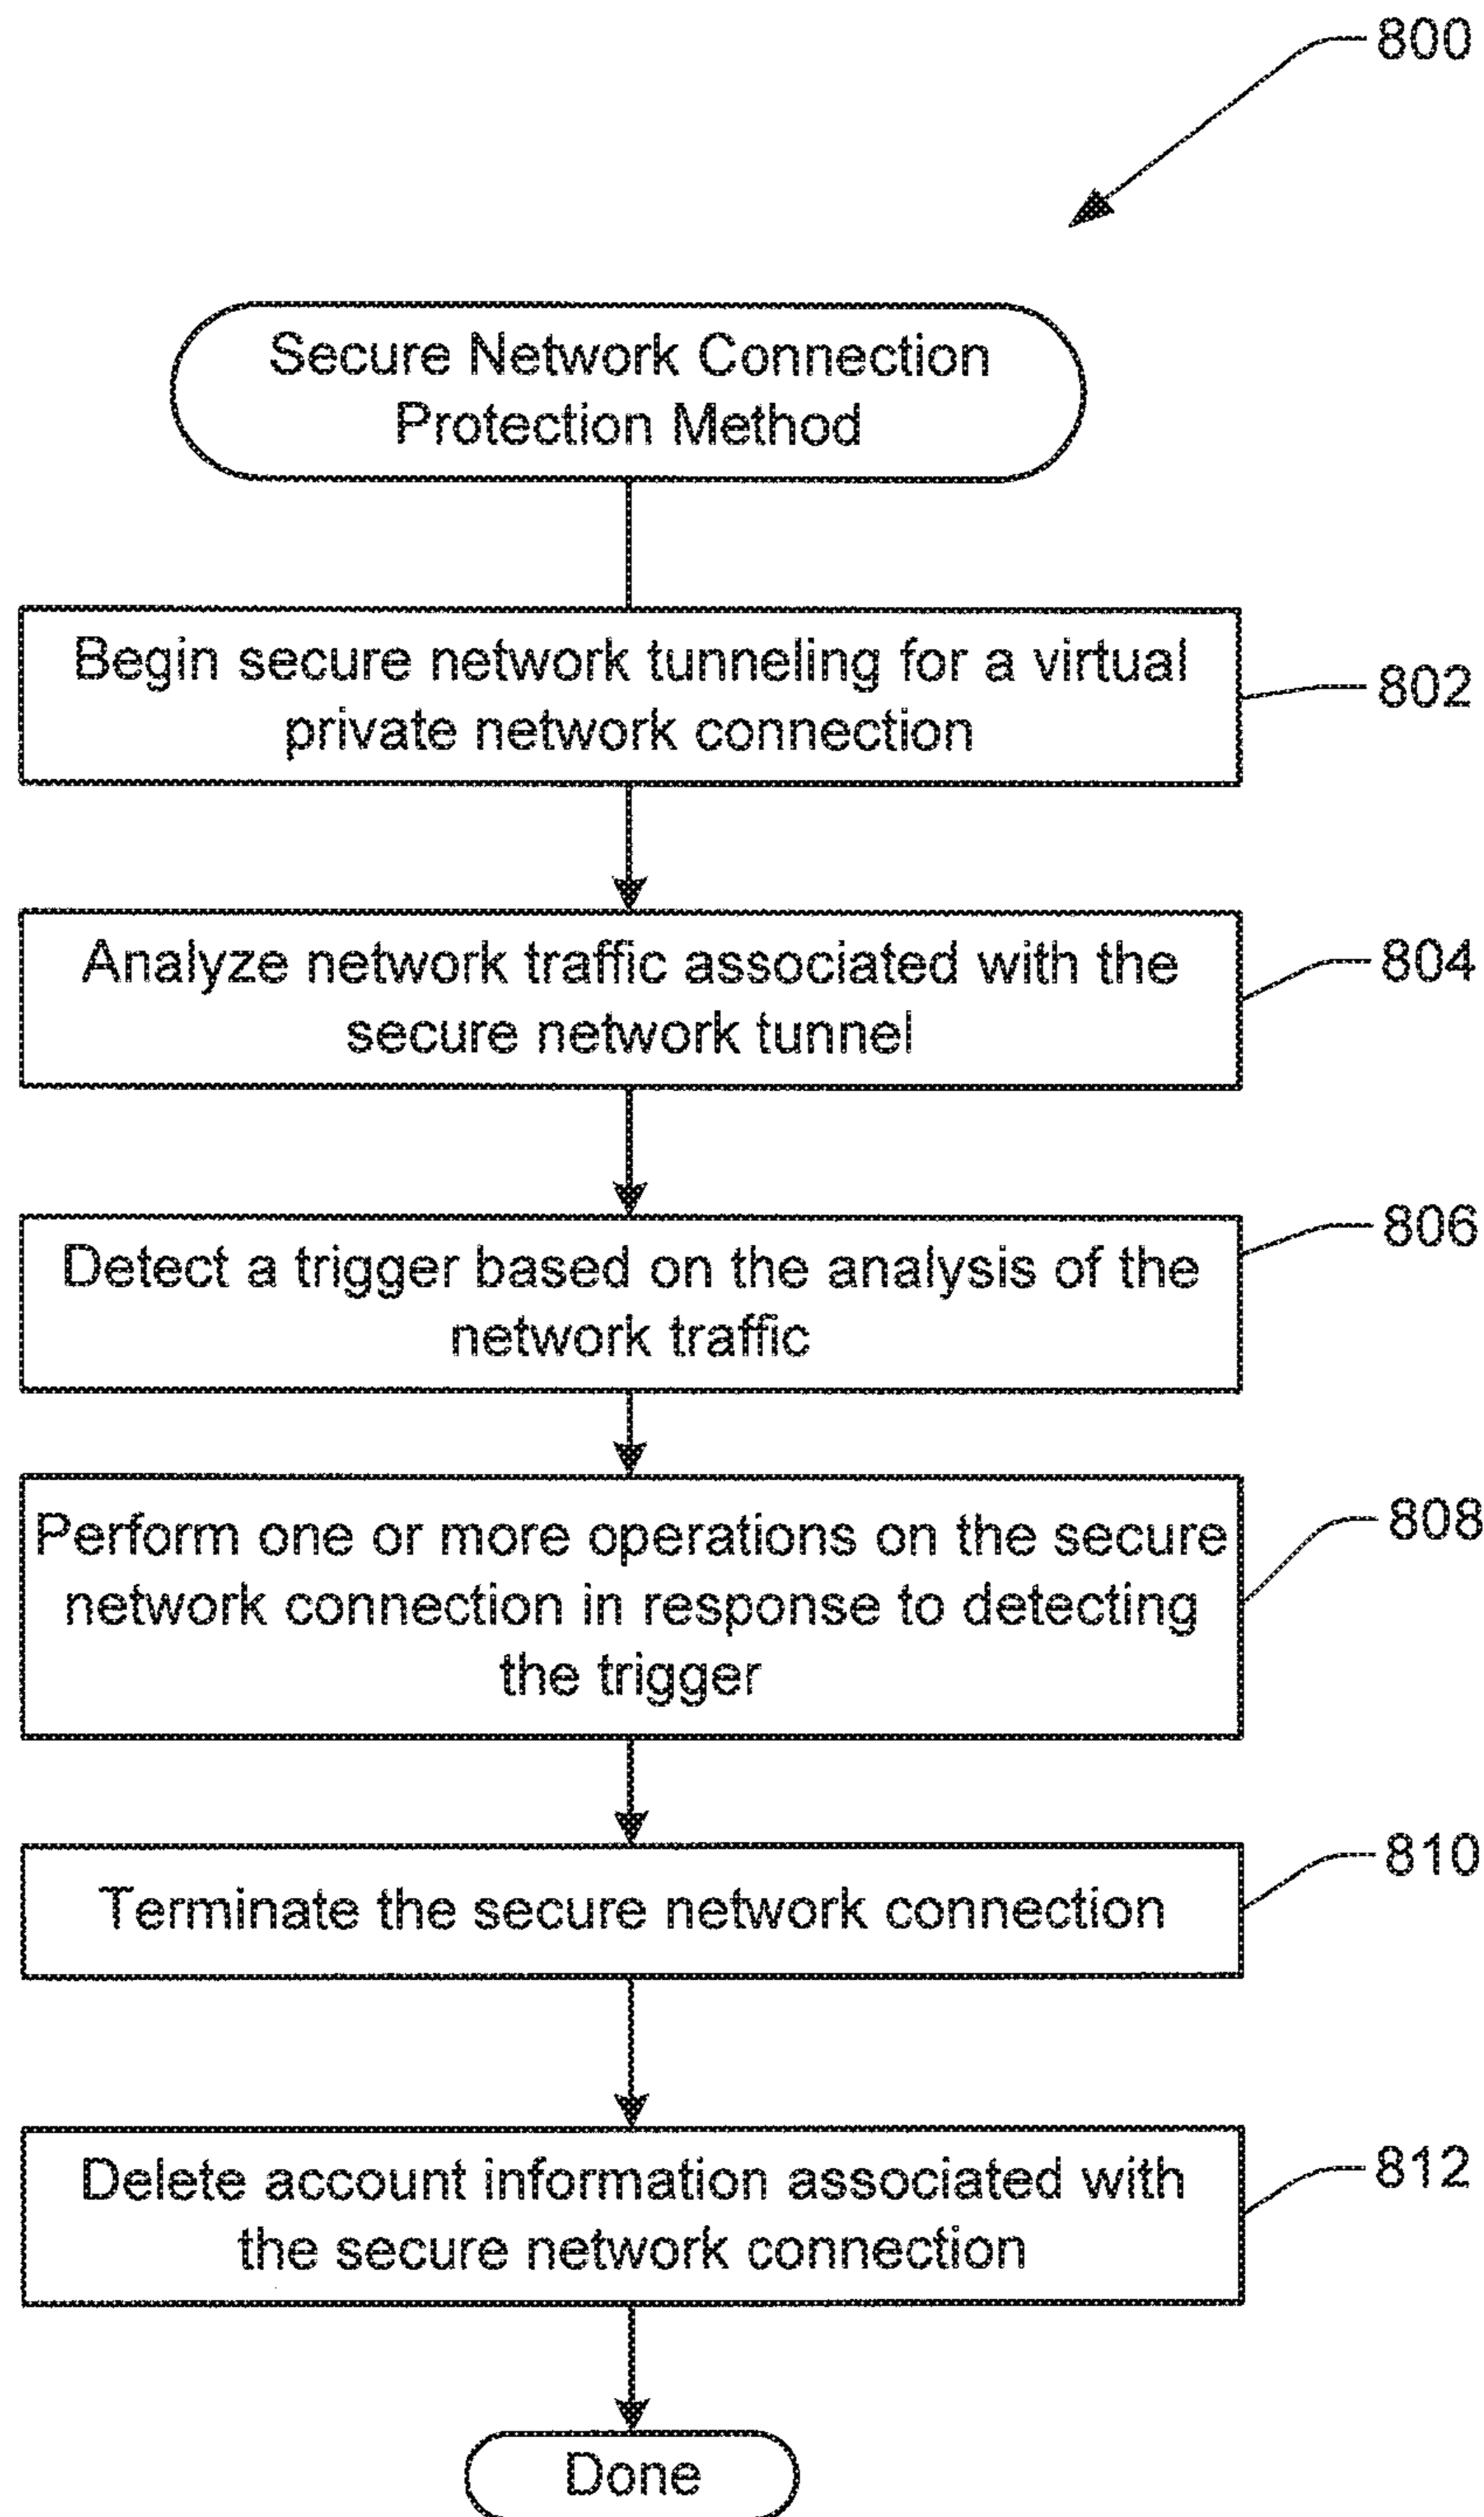 800
Secure Network Connection
Protection Method
Begin secure network tunneling for a virtual
private network connection
802
Analyze network traffic associated with the
secure network tunnel
804
Detect a trigger based on the analysis of the
network traffic
806
Perform one or more operations on the secure
network connection in response to detecting
the trigger
808
Terminate the secure network connection
810
Delete account information associated with
the secure network connection
812
Done